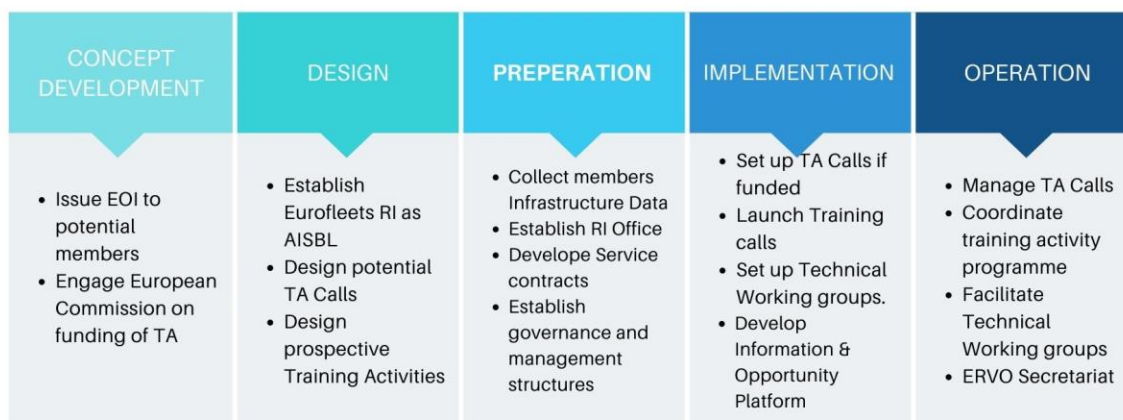 CONCEPT
DEVELOPMENT
• Issue EOI to
potential
members
• Engage European
Commission on
funding of TA
DESIGN
• Establish
Eurofleets RI as
AISBL
• Design potential
TA Calls
• Design
prospective
Training Activities
PREPERATION
• Collect members
Infrastructure Data
• Establish RI Office
• Develope Service
contracts
• Establish
governance and
management
structures
IMPLEMENTATION
• Set up TA Calls if
funded
• Launch Training
calls
• Set up Technical
Working groups.
• Develop
Information &
Opportunity
Platform
OPERATION
• Manage TA Calls
• Coordinate
training activity
programme
• Facilitate
Technical
Working groups
• ERVO Secretariat